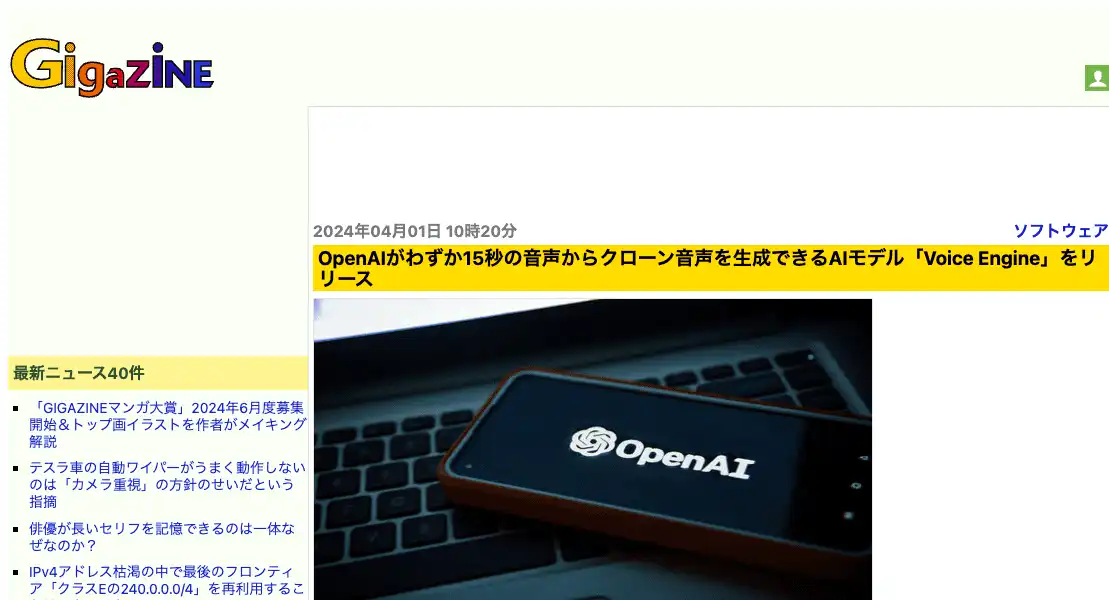 GigaZiNE
2024年04月01日 10時20分
ソフトウェア
OpenAIがわずか15秒の音声からクローン音声を生成できるAIモデル「Voice Engine」をリ
リース
OpenAI
最新ニュース40件
「GIGAZINEマンガ大賞」2024年6月度募集
開始＆トップ画イラストを作者がメイキング
解説
テスラ車の自動ワイパーがうまく動作しない
のは「カメラ重視」の方針のせいだという
指摘
俳優が長いセリフを記憶できるのは一体な
ぜなのか？
IPv4アドレス枯渇の中で最後のフロンティ
ア「クラスEの240.0.0.0/4」を再利用するこ